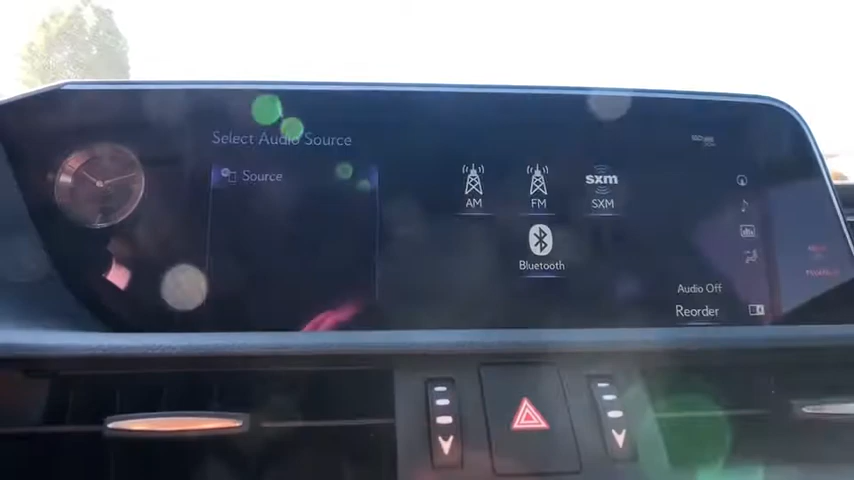 Select Audio Source
Source
AM
FM
sxm
SXM
Bluetooth
Audio Off
Reorder